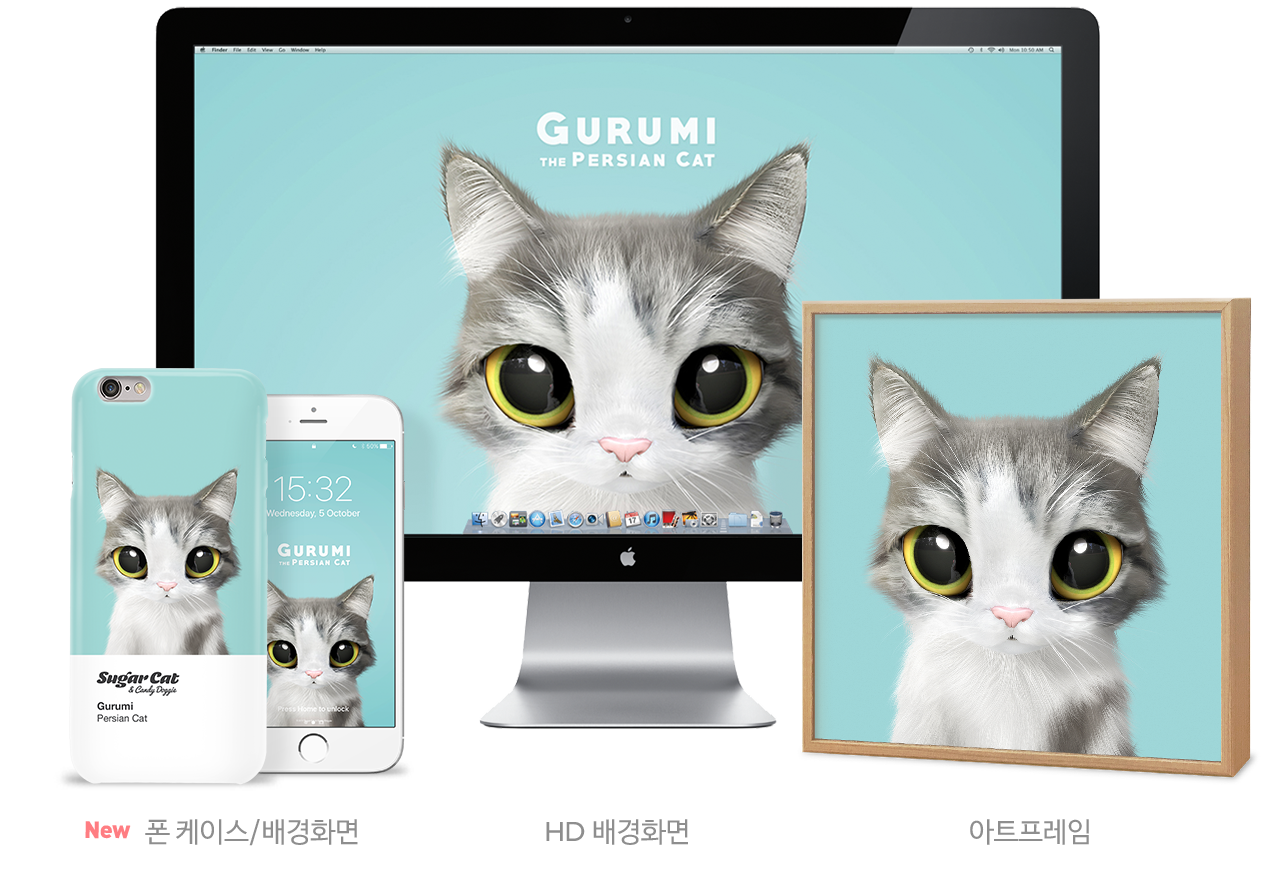 Finder File Edit View Go Window Help
Mon 10:50 AM
GURUMI
THE PERSIAN CAT
17
50%
15:32
Wednesday, 5 October
GURUMI
THE PERSIAN CAT
Press Home to unlock
Sugar Cat
& Candy Doggie
Gurumi
Persian Cat
New 폰 케이스/배경화면
HD 배경화면
아트프레임